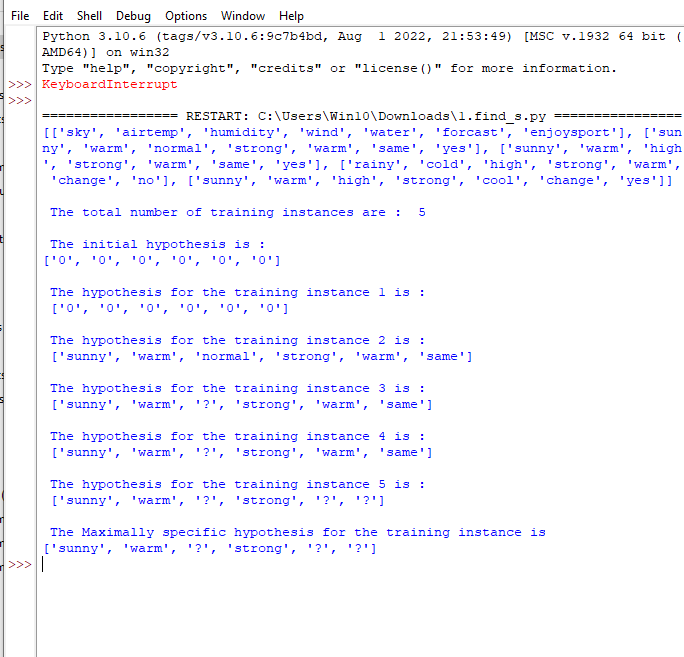 File Edit Shell Debug Options Window Help
Python 3.10.6 (tags/v3.10.6:9c7b4bd, Aug  1 2022, 21:53:49) [MSC v.1932 64 bit (
AMD64)] on win32
Type "help", "copyright", "credits" or "license()" for more information.
>>> KeyboardInterrupt
>>>
================= RESTART: C:\Users\Win10\Downloads\1.find_s.py ================
[['sky', 'airtemp', 'humidity', 'wind', 'water', 'forcast', 'enjoysport'], ['sun
ny', 'warm', 'normal', 'strong', 'warm', 'same', 'yes'], ['sunny', 'warm', 'high
', 'strong', 'warm', 'same', 'yes'], ['rainy', 'cold', 'high', 'strong', 'warm',
 'change', 'no'], ['sunny', 'warm', 'high', 'strong', 'cool', 'change', 'yes']]
 The total number of training instances are :  5
 The initial hypothesis is :
['0', '0', '0', '0', '0', '0']
 The hypothesis for the training instance 1 is :
 ['0', '0', '0', '0', '0', '0']
 The hypothesis for the training instance 2 is :
 ['sunny', 'warm', 'normal', 'strong', 'warm', 'same']
 The hypothesis for the training instance 3 is :
 ['sunny', 'warm', '?', 'strong', 'warm', 'same']
 The hypothesis for the training instance 4 is :
 ['sunny', 'warm', '?', 'strong', 'warm', 'same']
 The hypothesis for the training instance 5 is :
 ['sunny', 'warm', '?', 'strong', '?', '?']
 The Maximally specific hypothesis for the training instance is
['sunny', 'warm', '?', 'strong', '?', '?']
>>>